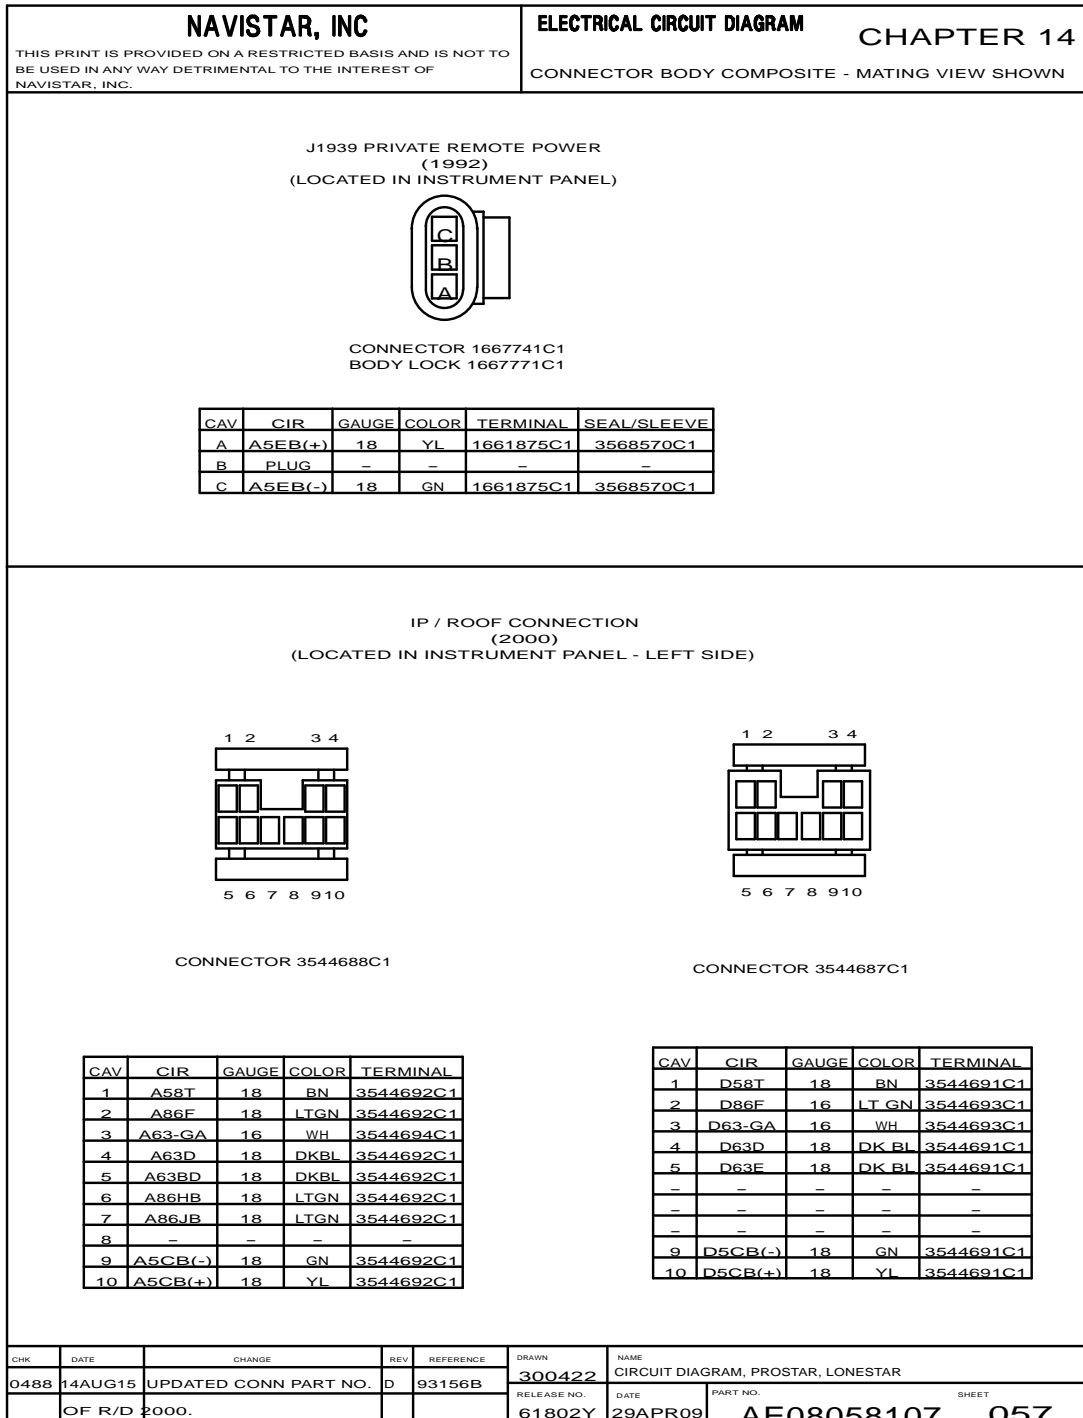 NAVISTAR, INC
THIS PRINT IS PROVIDED ON A RESTRICTED BASIS AND IS NOT TO
BE USED IN ANY WAY DETRIMENTAL TO THE INTEREST OF
NAVISTAR, INC.
ELECTRICAL CIRCUIT DIAGRAM
CHAPTER 14
CONNECTOR BODY COMPOSITE - MATING VIEW SHOWN
J1939 PRIVATE REMOTE POWER
(1992)
(LOCATED IN INSTRUMENT PANEL)
C
B
A
CONNECTOR 1667741C1
BODY LOCK 1667771C1
CAV CIR GAUGE COLOR TERMINAL SEAL/SLEEVE
A A5EB(+) 18 YL 1661875C1 3568570C1
B PLUG – – – –
C A5EB(-) 18 GN 1661875C1 3568570C1
IP / ROOF CONNECTION
(2000)
(LOCATED IN INSTRUMENT PANEL - LEFT SIDE)
1 2 3 4
5 6 7 8 9 10
CONNECTOR 3544688C1
CAV CIR GAUGE COLOR TERMINAL
1 A58T 18 BN 3544692C1
2 A86F 18 LTGN 3544692C1
3 A63-GA 16 WH 3544694C1
4 A63D 18 DKBL 3544692C1
5 A63BD 18 DKBL 3544692C1
6 A86HB 18 LTGN 3544692C1
7 A86JB 18 LTGN 3544692C1
8 – – – –
9 A5CB(-) 18 GN 3544692C1
10 A5CB(+) 18 YL 3544692C1
1 2 3 4
5 6 7 8 9 10
CONNECTOR 3544687C1
CAV CIR GAUGE COLOR TERMINAL
1 D58T 18 BN 3544691C1
2 D86F 16 LT GN 3544693C1
3 D63-GA 16 WH 3544693C1
4 D63D 18 DK BL 3544691C1
5 D63E 18 DK BL 3544691C1
– – – – –
– – – – –
– – – – –
9 D5CB(-) 18 GN 3544691C1
10 D5CB(+) 18 YL 3544691C1
CHK DATE CHANGE REV REFERENCE
0488 14AUG15 UPDATED CONN PART NO. D 93156B
OF R/D 2000.
DRAWN
300422
NAME
CIRCUIT DIAGRAM, PROSTAR, LONESTAR
RELEASE NO.
61802Y
DATE
29APR09
PART NO.
AE08058107
SHEET
057